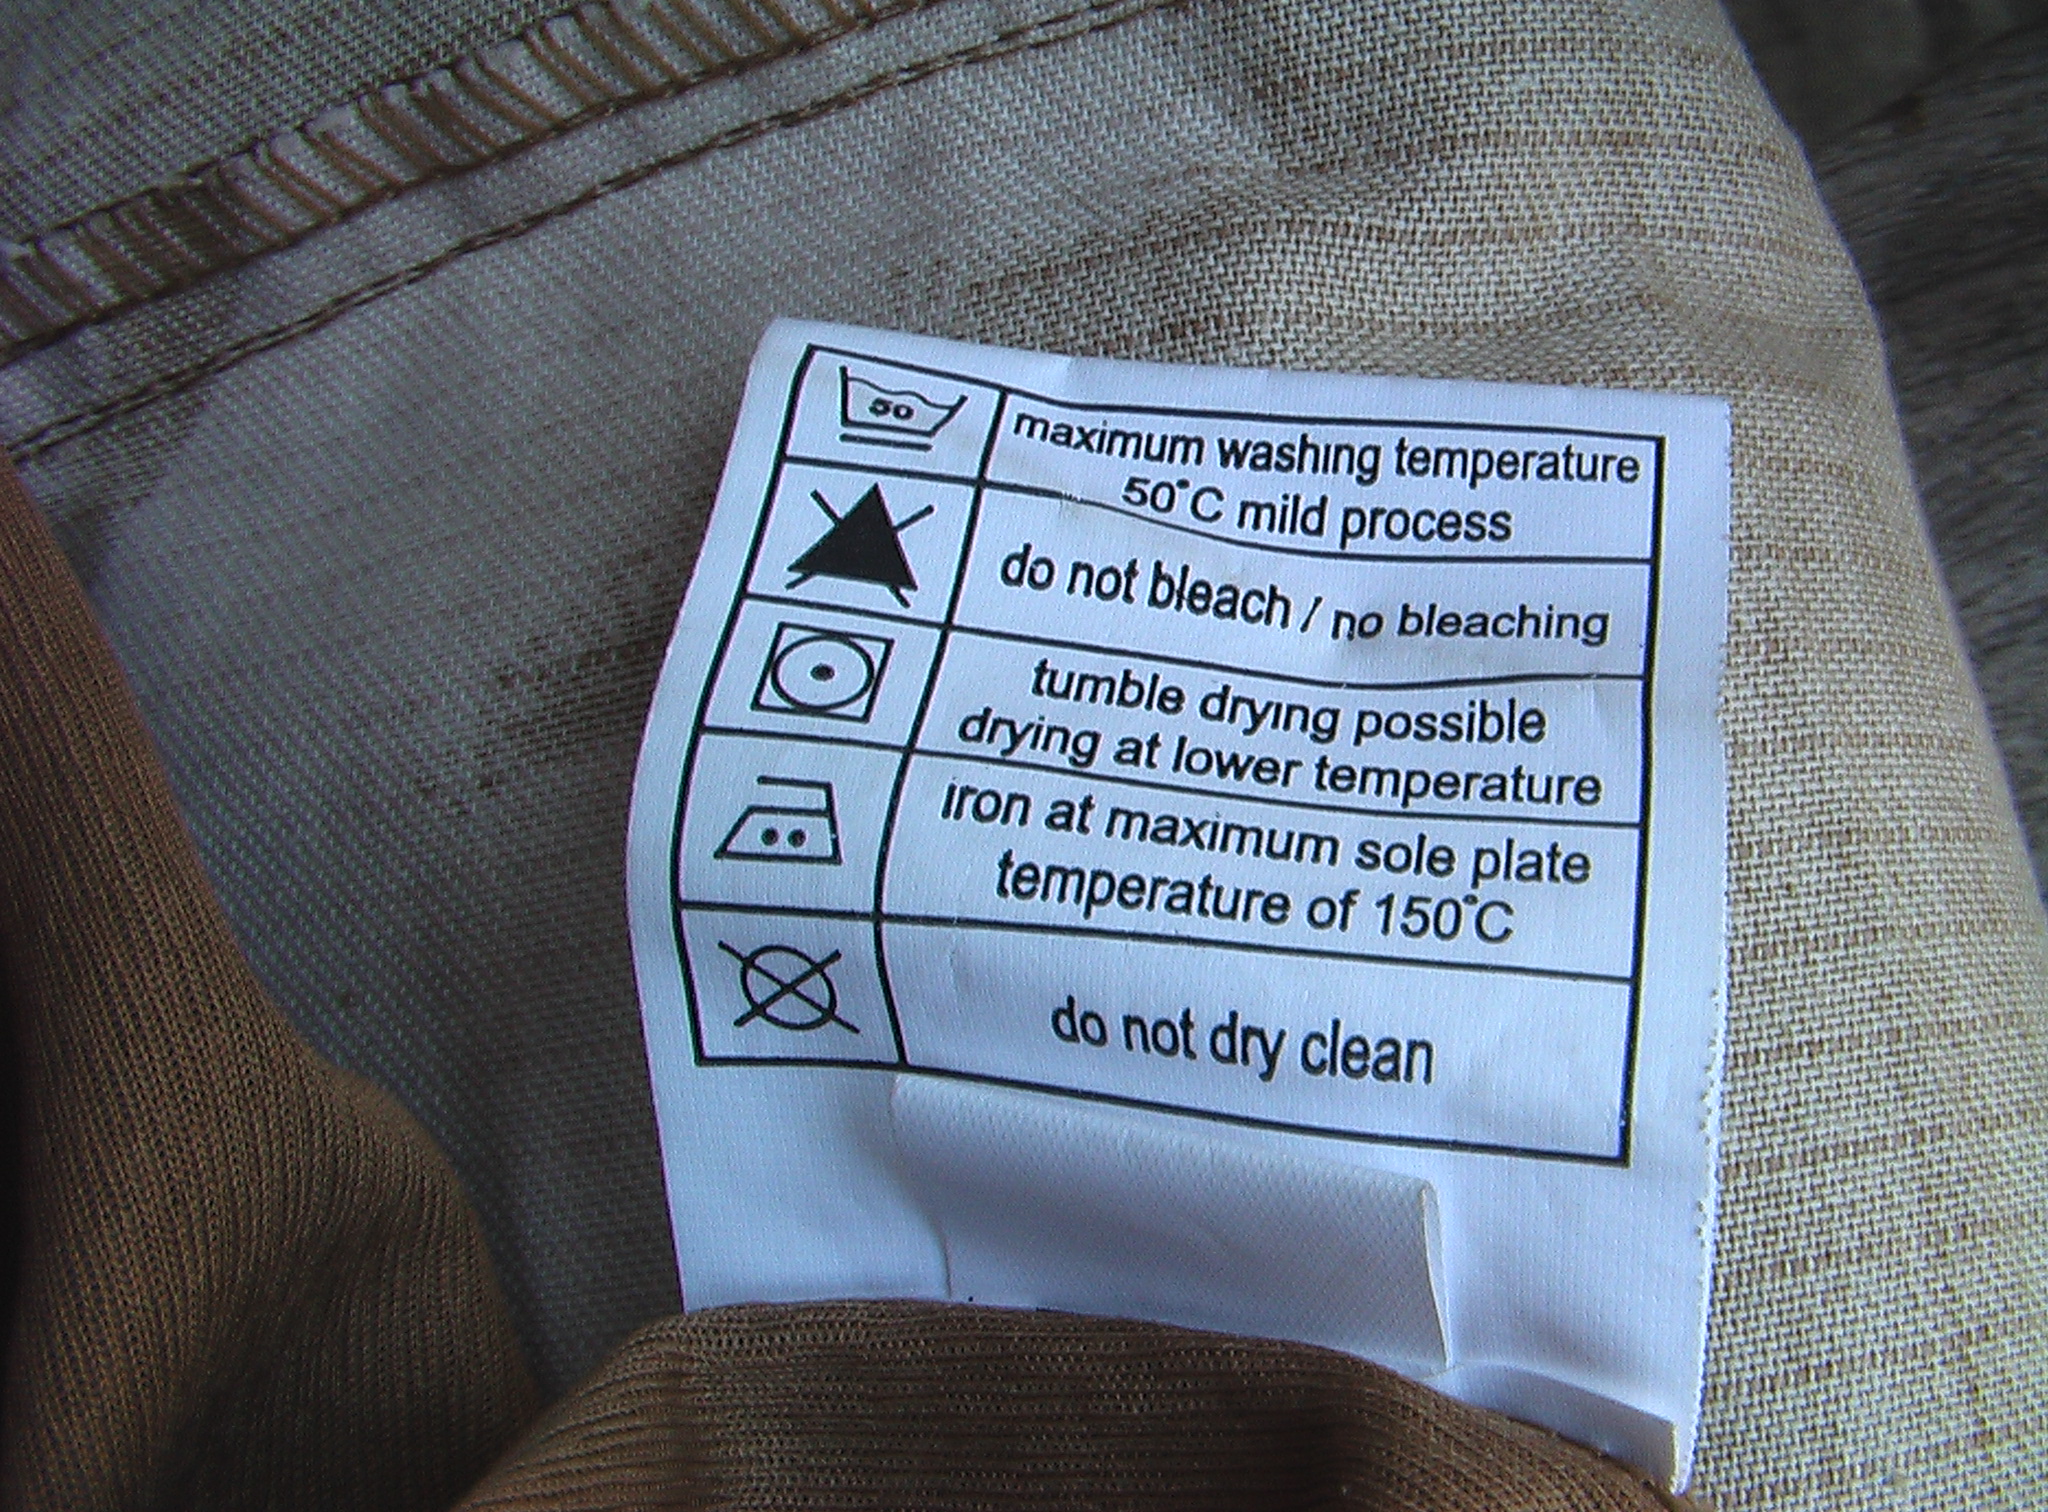 50
maximum washing temperature
50°C mild process
do not bleach / no bleaching
tumble drying possible
drying at lower temperature
iron at maximum sole plate
temperature of 150°C
do not dry clean